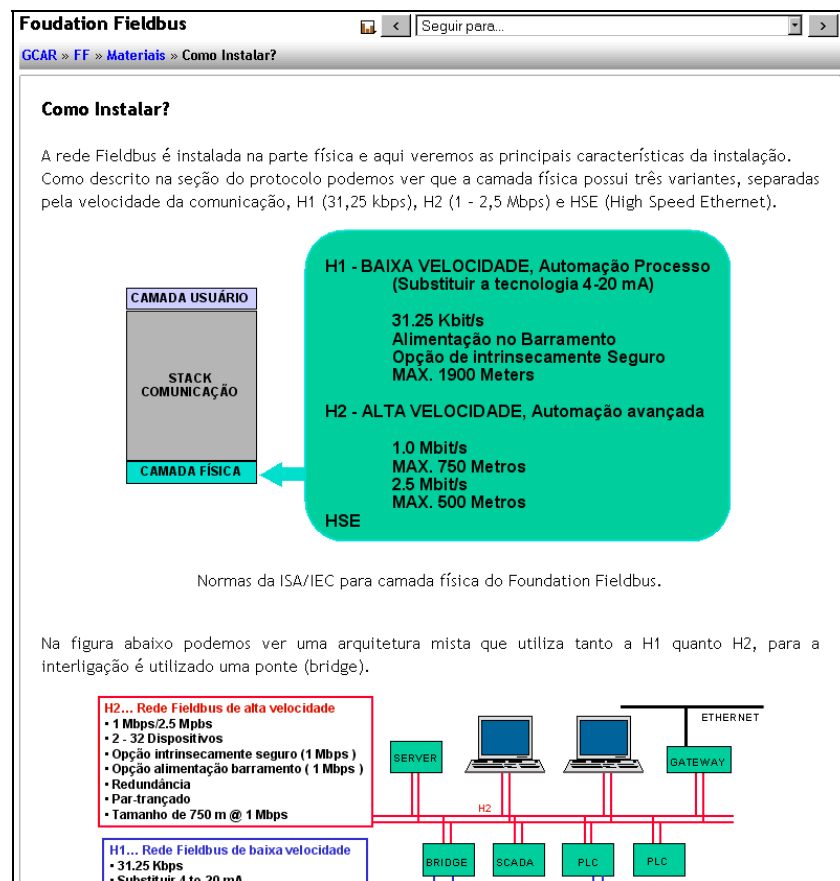 Foudation Fieldbus
<
Seguir para...
>
GCAR » FF » Materiais » Como Instalar?
Como Instalar?
A rede Fieldbus é instalada na parte física e aqui veremos as principais características da instalação.
Como descrito na seção do protocolo podemos ver que a camada física possui três variantes, separadas
pela velocidade da comunicação, H1 (31,25 kbps), H2 (1 - 2,5 Mbps) e HSE (High Speed Ethernet).
CAMADA USUÁRIO
STACK
COMUNICAÇÃO
CAMADA FÍSICA
H1 - BAIXA VELOCIDADE, Automação Processo
(Substituir a tecnologia 4-20 mA)
31.25 Kbit/s
Alimentação no Barramento
Opção de intrinsecamente Seguro
MAX. 1900 Meters
H2 - ALTA VELOCIDADE, Automação avançada
1.0 Mbit/s
MAX. 750 Metros
2.5 Mbit/s
MAX. 500 Metros
HSE
Normas da ISA/IEC para camada física do Foundation Fieldbus.
Na figura abaixo podemos ver uma arquitetura mista que utiliza tanto a H1 quanto H2, para a
interligação é utilizado uma ponte (bridge).
H2... Rede Fieldbus de alta velocidade
• 1 Mbps/2.5 Mpbs
• 2 - 32 Dispositivos
• Opção intrinsecamente seguro (1 Mbps )
• Opção alimentação barramento ( 1 Mbps )
• Redundância
• Par-trançado
• Tamanho de 750 m @ 1 Mbps
ETHERNET
SERVER
GATEWAY
H2
BRIDGE
SCADA
PLC
PLC
H1... Rede Fieldbus de baixa velocidade
• 31.25 Kbps
• Substituir 4 to 20 mA